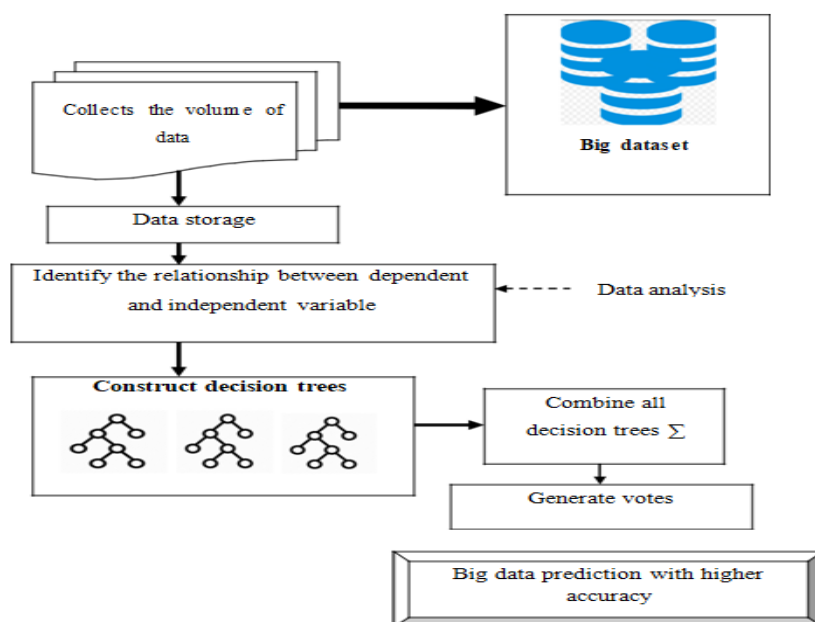 Collects the volume of
data
Big dataset
Data storage
Identify the relationship between dependent
and independent variable
Data analysis
Construct decision trees
Combine all
decision trees ∑
Generate votes
Big data prediction with higher
accuracy